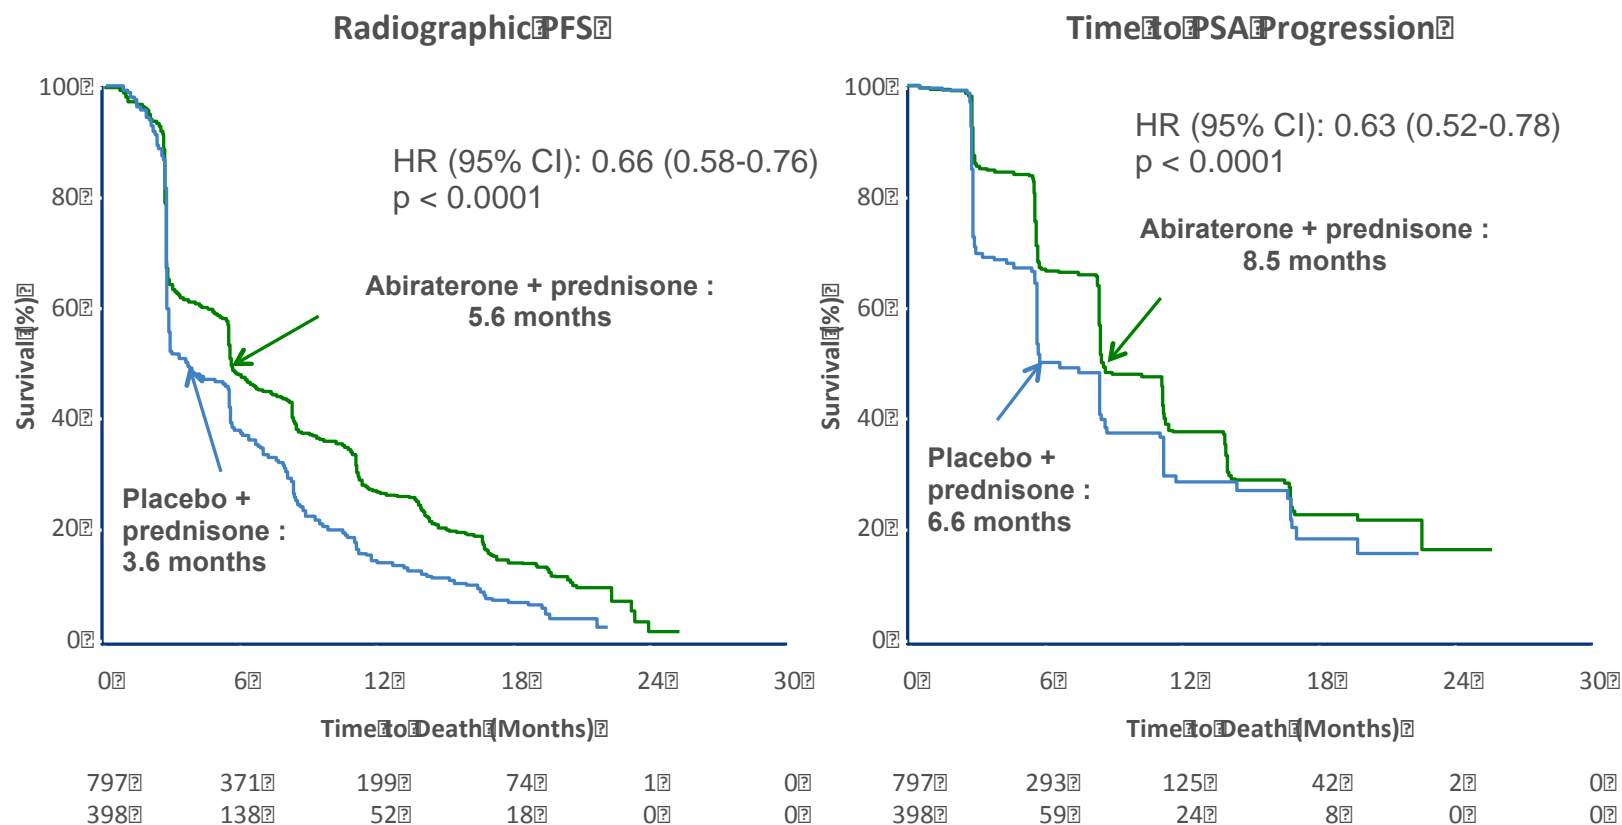 Radiographic PFS
100
80
60
40
20
0
Survival (%)
HR (95% CI): 0.66 (0.58-0.76)
p < 0.0001
Abiraterone + prednisone :
5.6 months
Placebo +
prednisone :
3.6 months
0 6 12 18 24 30
Time to Death (Months)
797 371 199 74 1 0
398 138 52 18 0 0
Time to PSA Progression
100
80
60
40
20
0
Survival (%)
HR (95% CI): 0.63 (0.52-0.78)
p < 0.0001
Abiraterone + prednisone :
8.5 months
Placebo +
prednisone :
6.6 months
0 6 12 18 24 30
Time to Death (Months)
797 293 125 42 2 0
398 59 24 8 0 0